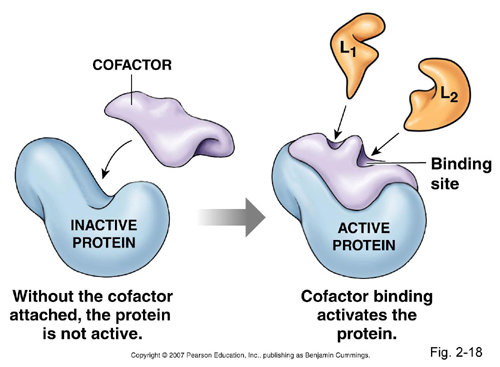 COFACTOR
L1
L2
Binding
site
INACTIVE
PROTEIN
ACTIVE
PROTEIN
Without the cofactor
attached, the protein
is not active.
Cofactor binding
activates the
protein.
Copyright © 2007 Pearson Education, Inc., publishing as Benjamin Cummings.
Fig. 2-18